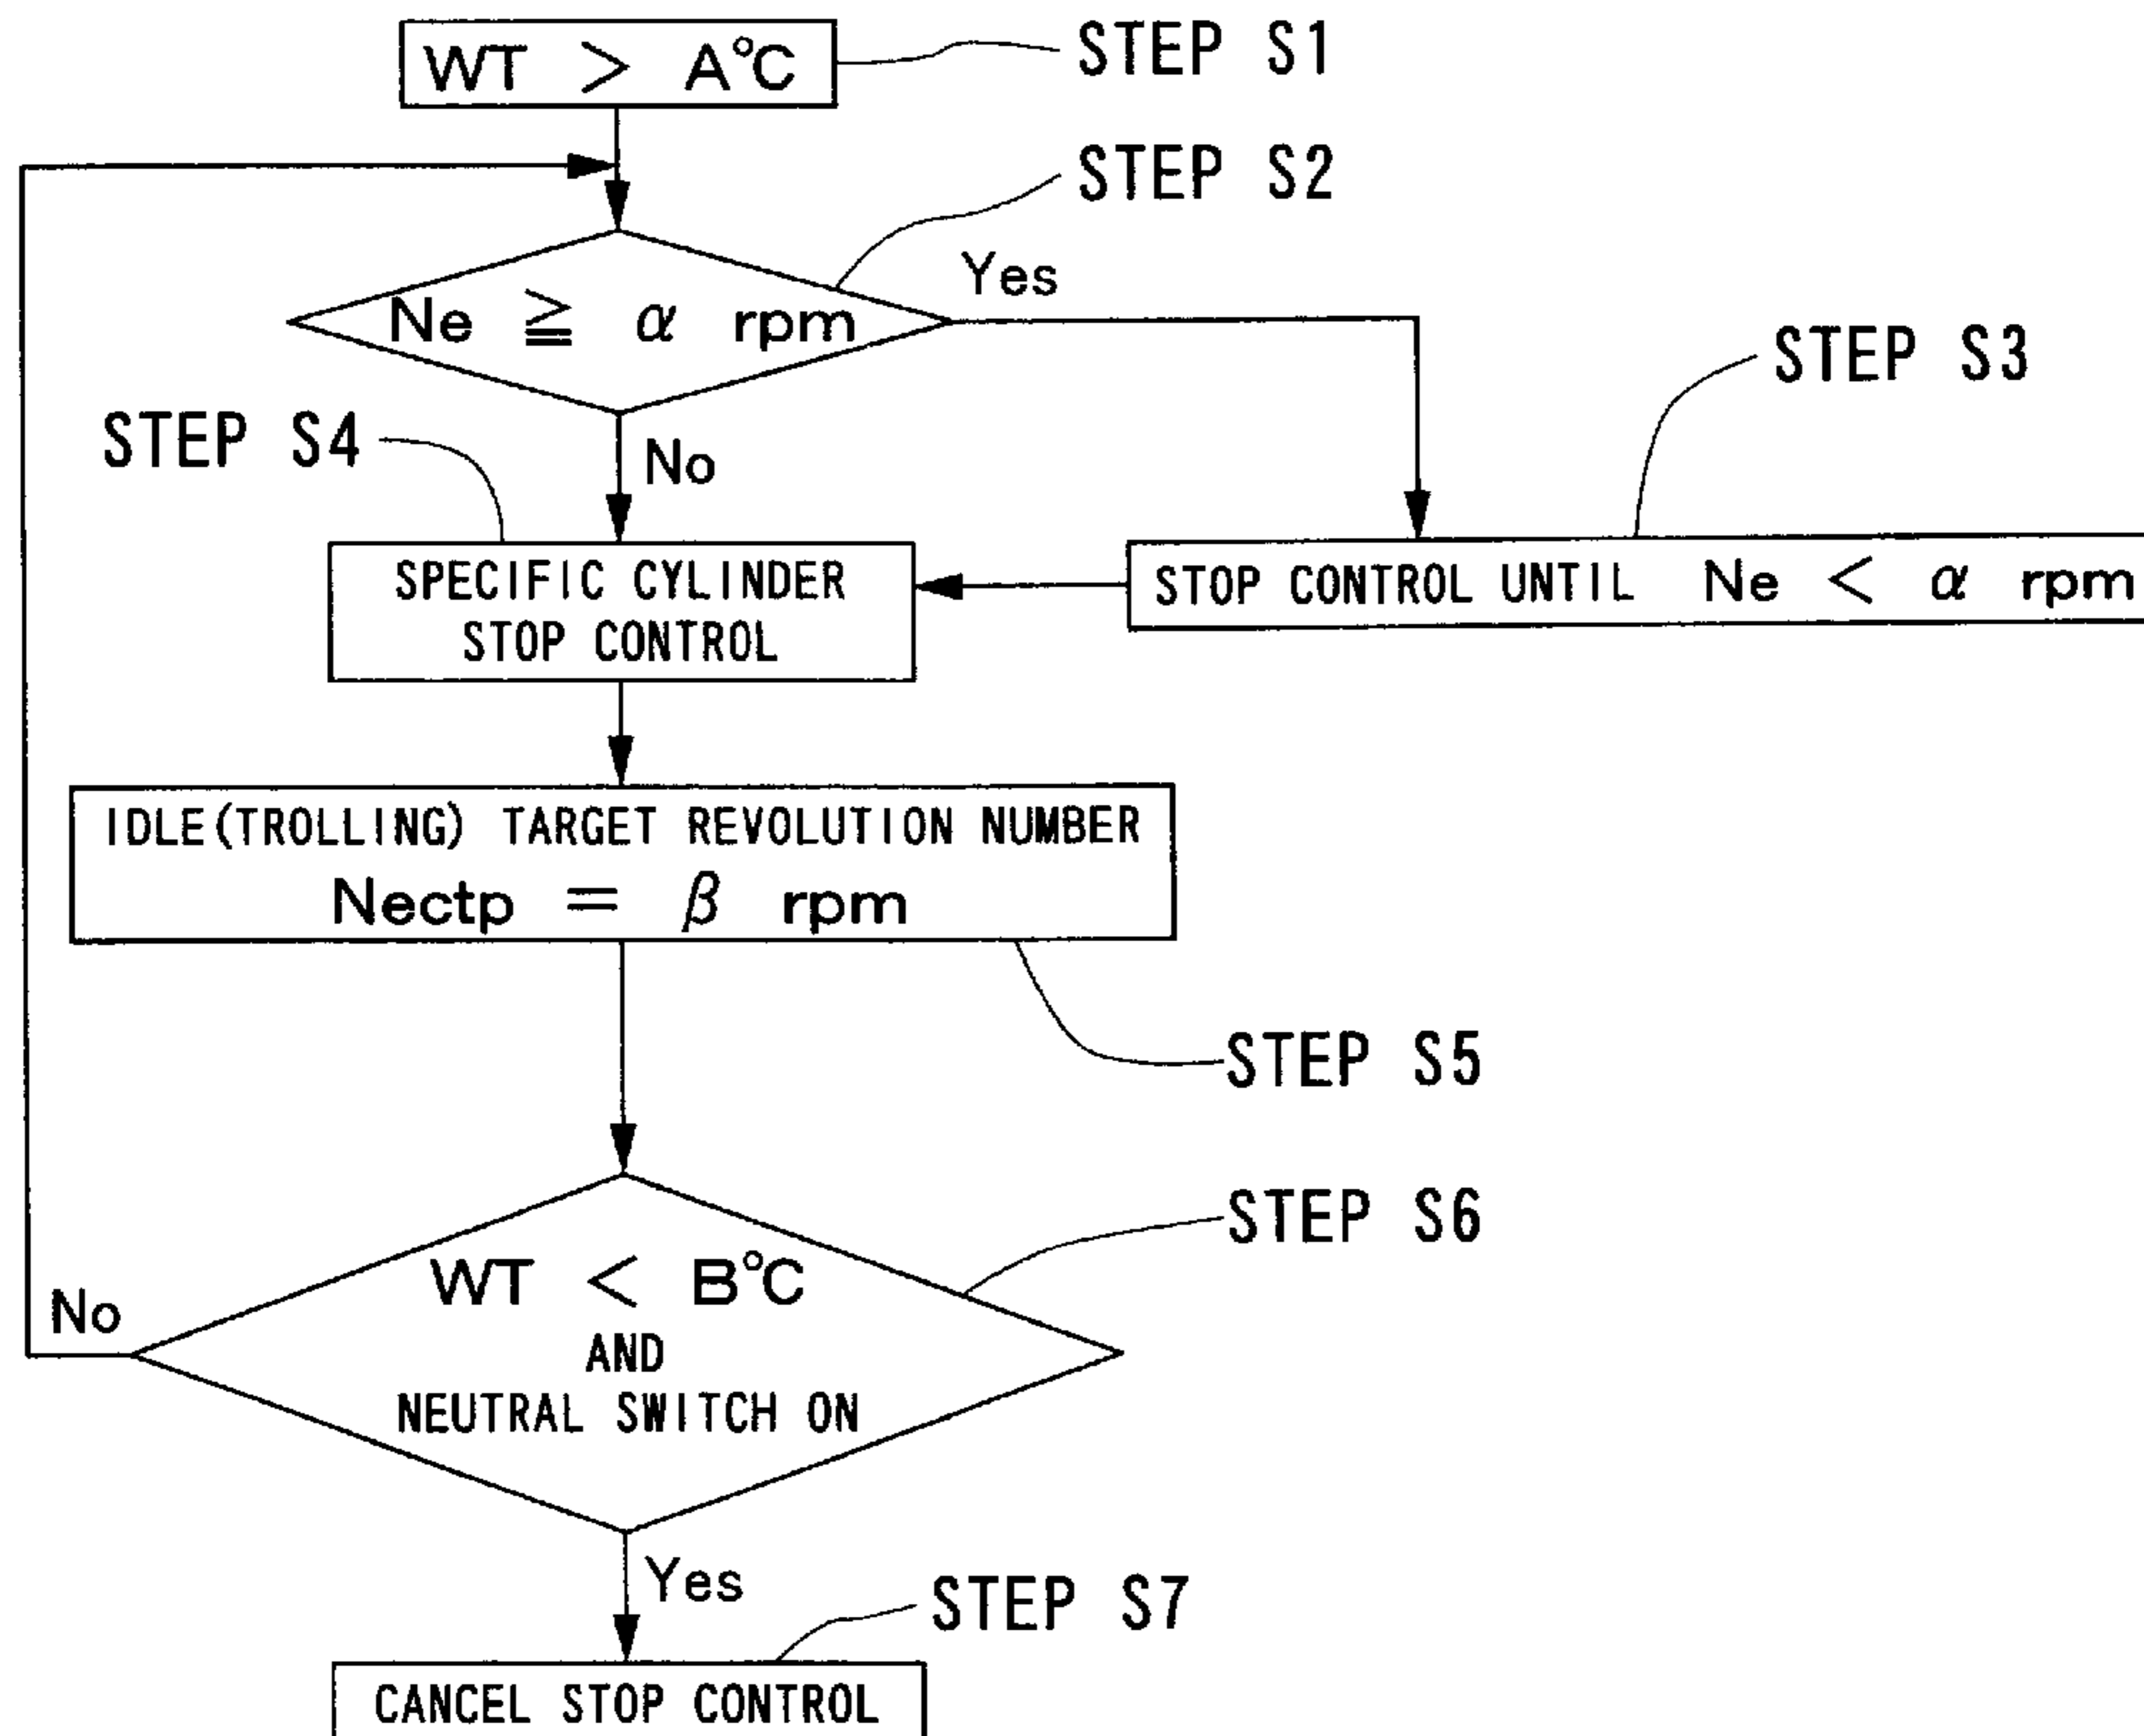 WT > A°C
STEP S1
STEP S2
Ne ≧ α rpm
Yes
STEP S3
STEP S4
No
SPECIFIC CYLINDER
STOP CONTROL
STOP CONTROL UNTIL Ne < α rpm
IDLE(TROLLING) TARGET REVOLUTION NUMBER
Nectp = β rpm
STEP S5
STEP S6
WT < B°C
No
AND
NEUTRAL SWITCH ON
Yes
STEP S7
CANCEL STOP CONTROL